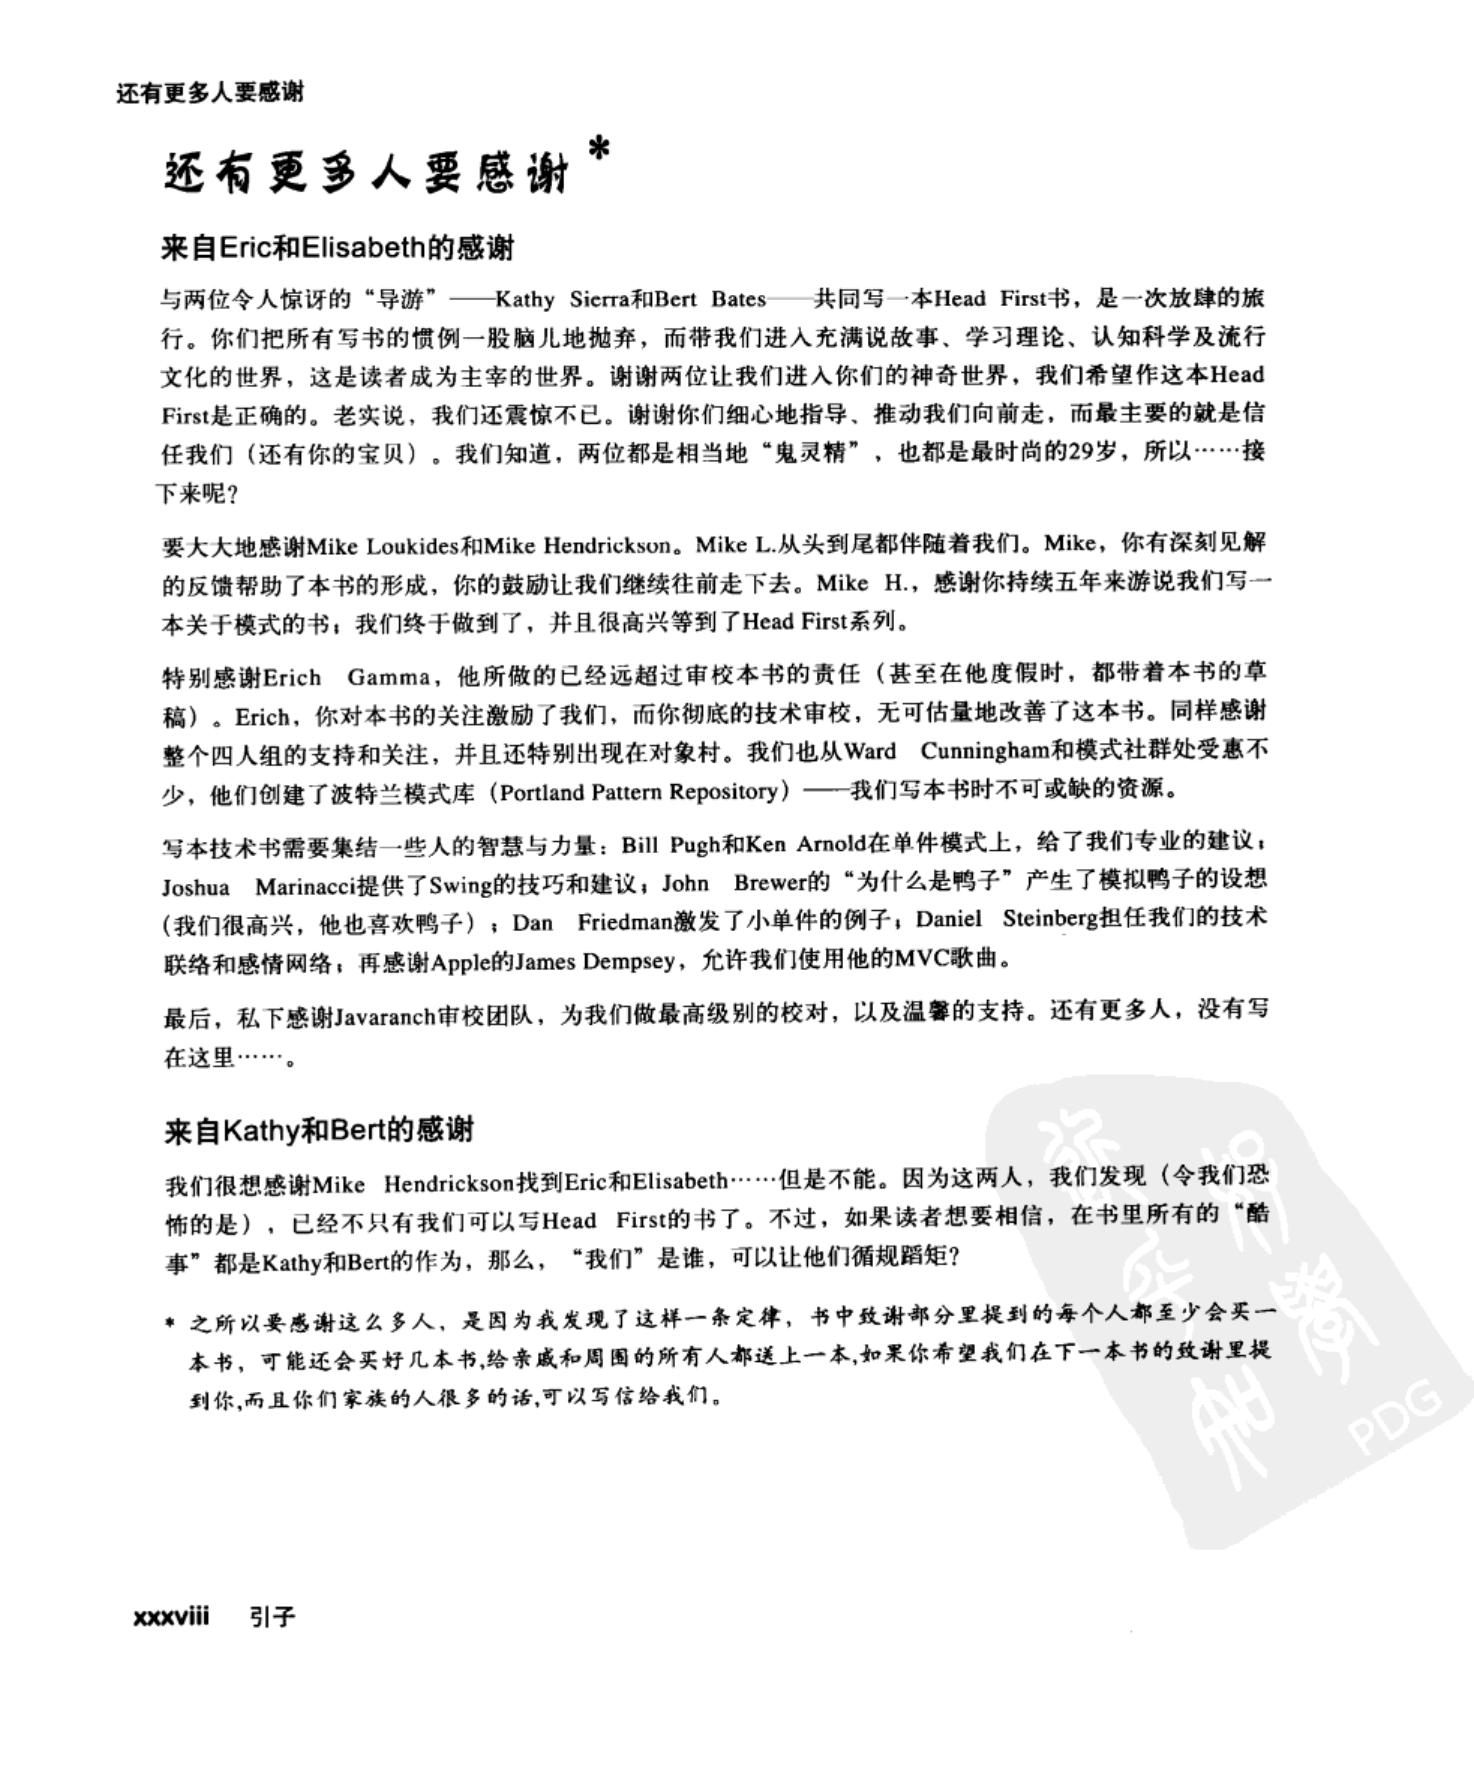 还有更多人要感谢
还有更多人要感谢*
来自Eric和Elisabeth的感谢
与两位令人惊讶的“导游”——Kathy Sierra和Bert Bates——共同写一本Head First书，是一次放肆的旅
行。你们把所有写书的惯例一股脑儿地抛弃，而带我们进入充满说故事、学习理论、认知科学及流行
文化的世界，这是读者成为主宰的世界。谢谢两位让我们进入你们的神奇世界，我们希望作这本Head
First是正确的。老实说，我们还震惊不已。谢谢你们细心地指导、推动我们向前走，而最主要的就是信
任我们（还有你的宝贝）。我们知道，两位都是相当地“鬼灵精”，也都是最时尚的29岁，所以……接
下来呢？
要大大地感谢Mike Loukides和Mike Hendrickson。Mike L.从头到尾都伴随着我们。Mike，你有深刻见解
的反馈帮助了本书的形成，你的鼓励让我们继续往前走下去。Mike H.，感谢你持续五年来游说我们写一
本关于模式的书；我们终于做到了，并且很高兴等到了Head First系列。
特别感谢Erich Gamma，他所做的已经远超过审校本书的责任（甚至在他度假时，都带着本书的草
稿）。Erich，你对本书的关注激励了我们，而你彻底的技术审校，无可估量地改善了这本书。同样感谢
整个四人组的支持和关注，并且还特别出现在对象村。我们也从Ward Cunningham和模式社群处受惠不
少，他们创建了波特兰模式库（Portland Pattern Repository）——我们写本书时不可或缺的资源。
写本技术书需要集结一些人的智慧与力量：Bill Pugh和Ken Arnold在单件模式上，给了我们专业的建议；
Joshua Marinacci提供了Swing的技巧和建议；John Brewer的“为什么是鸭子”产生了模拟鸭子的设想
(我们很高兴，他也喜欢鸭子）；Dan Friedman激发了小单件的例子；Daniel Steinberg担任我们的技术
联络和感情网络；再感谢Apple的James Dempsey，允许我们使用他的MVC歌曲。
最后，私下感谢Javaranch审校团队，为我们做最高级别的校对，以及温馨的支持。还有更多人，没有写
在这里……。
来自Kathy和Bert的感谢
我们很想感谢Mike Hendrickson找到Eric和Elisabeth……但是不能。因为这两人，我们发现（令我们恐
怖的是），已经不只有我们可以写Head First的书了。不过，如果读者想要相信，在书里所有的“酷
事”都是Kathy和Bert的作为，那么，“我们”是谁，可以让他们循规蹈矩？
* 之所以要感谢这么多人，是因为我发现了这样一条定律，书中致谢部分里提到的每个人都至少会买一
本书，可能还会买好几本书,给亲戚和周围的所有人都送上一本,如果你希望我们在下一本书的致谢里提
到你,而且你们家族的人很多的话,可以写信给我们。
PDG
xxxviii 引子